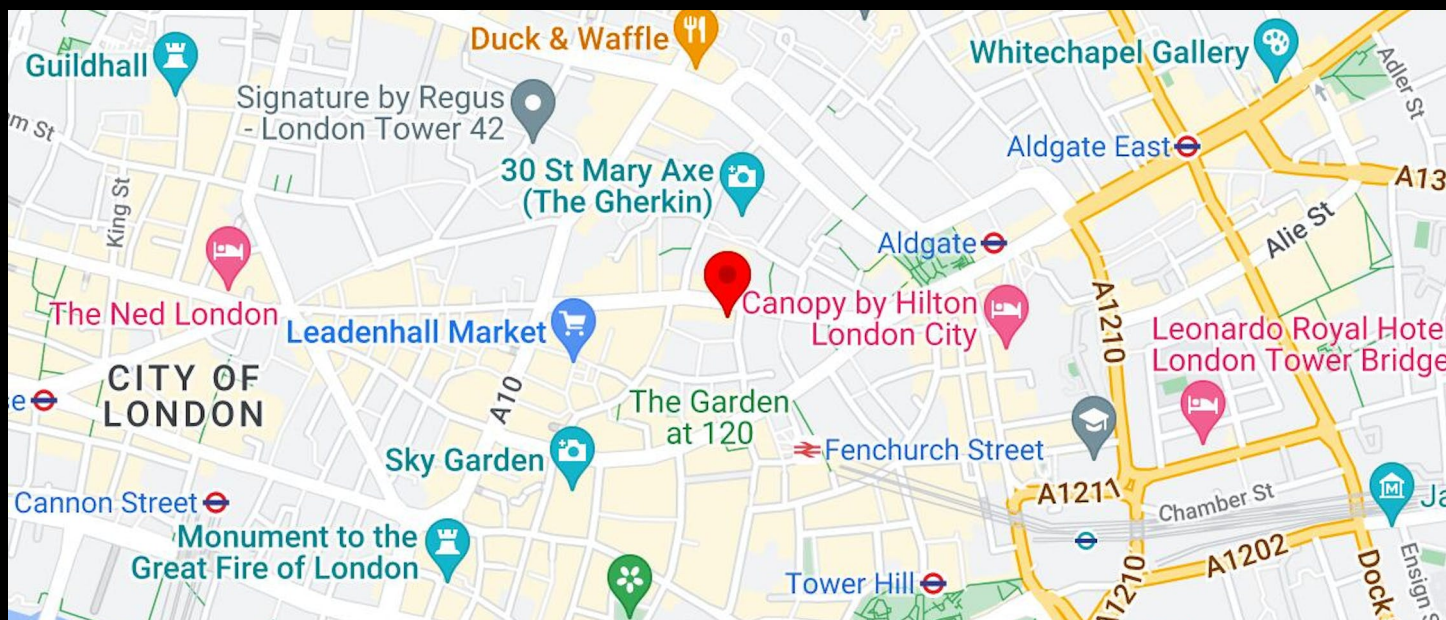 Duck & Waffle
Whitechapel Gallery
Guildhall
Adler St
Signature by Regus
- London Tower 42
m St
Aldgate East
30 St Mary Axe
(The Gherkin)
A13
King St
Alie St
Aldgate
The Ned London
Canopy by Hilton
London City
A1210
Leadenhall Market
Leonardo Royal Hote
London Tower Bridge
CITY OF
LONDON
e
A10
The Garden
at 120
Fenchurch Street
Sky Garden
A1211
Chamber St
Ja
Cannon Street
Monument to the
Great Fire of London
A1202
Tower Hill
1210
Dock
Ensign S